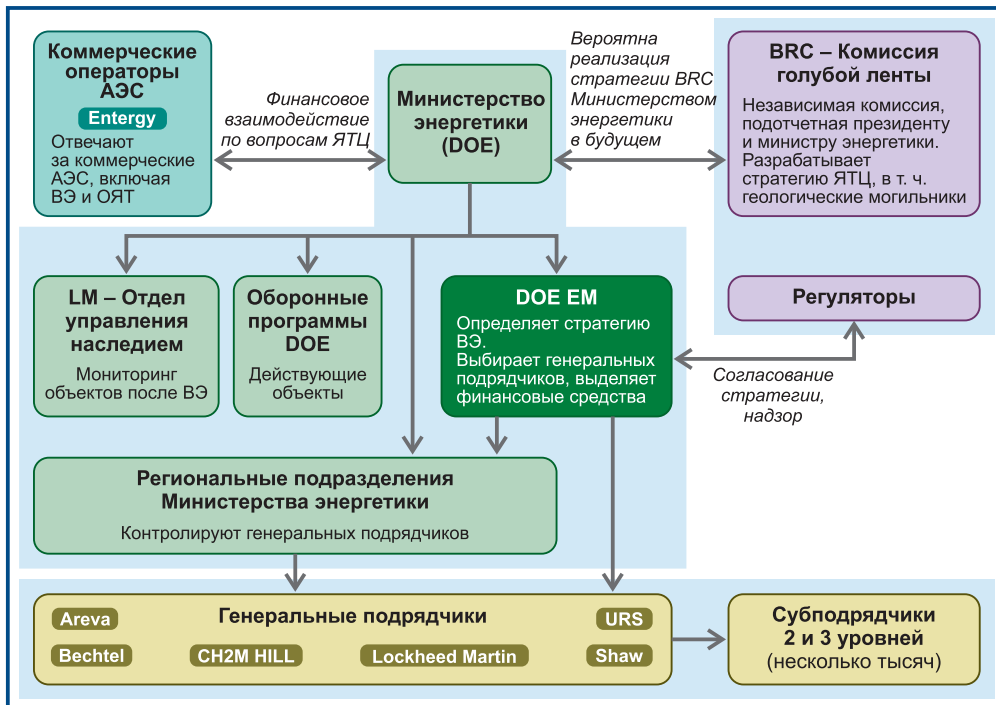 Коммерческие
операторы
АЭС
Entergy
Отвечают
за коммерческие
АЭС, включая
ВЭ и ОЯТ
Финансовое
взаимодействие
по вопросам ЯТЦ
Министерство
энергетики
(DOE)
Вероятна
реализация
стратегии BRC
Министерством
энергетики
в будущем
BRC – Комиссия
голубой ленты
Независимая комиссия,
подотчетная президенту
и министру энергетики.
Разрабатывает
стратегию ЯТЦ, в т. ч.
геологические могильники
LM – Отдел
управления
наследием
Мониторинг
объектов после ВЭ
Оборонные
программы
DOE
Действующие
объекты
DOE EM
Определяет стратегию
ВЭ.
Выбирает генеральных
подрядчиков, выделяет
финансовые средства
Регуляторы
Согласование
стратегии,
надзор
Региональные подразделения
Министерства энергетики
Контролируют генеральных подрядчиков
Areva
Генеральные подрядчики
URS
Bechtel
CH2M HILL
Lockheed Martin
Shaw
Субподрядчики
2 и 3 уровней
(несколько тысяч)